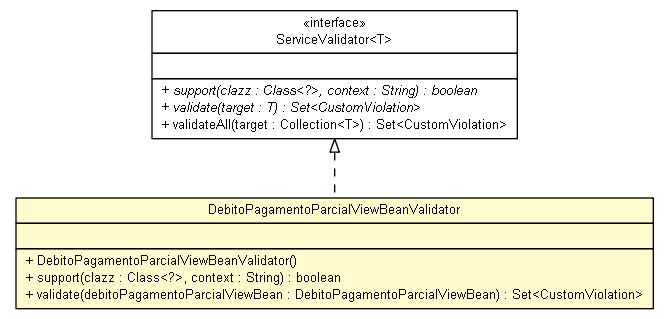 «interface»
ServiceValidator<T>
+ support(clazz : Class<?>, context : String) : boolean
+ validate(target : T) : Set<CustomViolation>
+ validateAll(target : Collection<T>) : Set<CustomViolation>
DebitoPagamentoParcialViewBeanValidator
+ DebitoPagamentoParcialViewBeanValidator()
+ support(clazz : Class<?>, context : String) : boolean
+ validate(debitoPagamentoParcialViewBean : DebitoPagamentoParcialViewBean) : Set<CustomViolation>